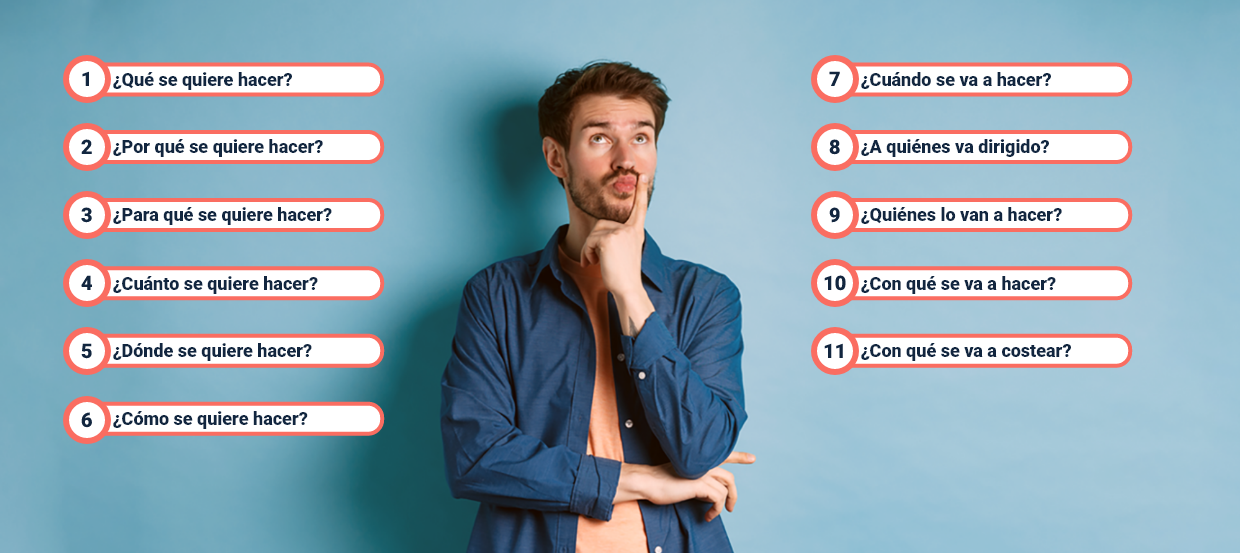 1 ¿Qué se quiere hacer?
2 ¿Por qué se quiere hacer?
3 ¿Para qué se quiere hacer?
4 ¿Cuánto se quiere hacer?
5 ¿Dónde se quiere hacer?
6 ¿Cómo se quiere hacer?
7 ¿Cuándo se va a hacer?
8 ¿A quiénes va dirigido?
9 ¿Quiénes lo van a hacer?
10 ¿Con qué se va a hacer?
11 ¿Con qué se va a costear?